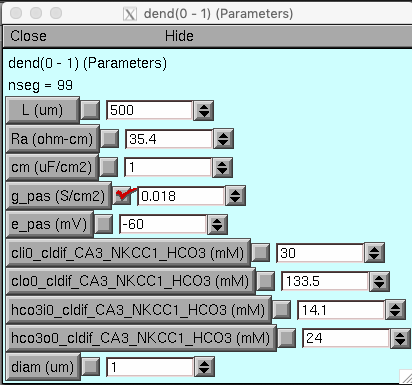 dend(0 - 1) (Parameters)
Close Hide
dend(0 - 1) (Parameters)
nseg = 99
L (um) 500
Ra (ohm-cm) 35.4
cm (uF/cm2) 1
g_pas (S/cm2) 0.018
e_pas (mV) -60
cli0_cldif_CA3_NKCC1_HCO3 (mM) 30
clo0_cldif_CA3_NKCC1_HCO3 (mM) 133.5
hco3i0_cldif_CA3_NKCC1_HCO3 (mM) 14.1
hco3o0_cldif_CA3_NKCC1_HCO3 (mM) 24
diam (um) 1